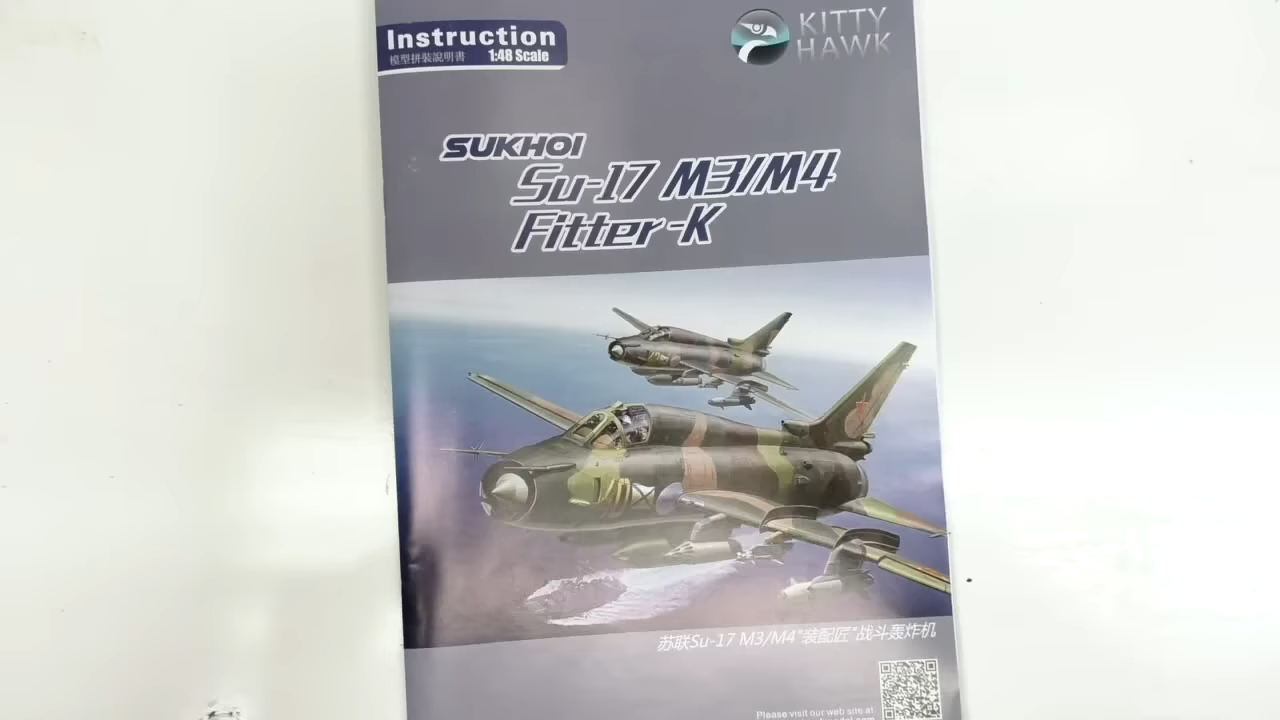 Instruction
模型拼裝說明書 1:48 Scale
KITTY
HAWK
SUKHOI
Su-17 M3/M4
Fitter-K
苏联Su-17 M3/M4"装配匠"战斗轰炸机
Please visit our web site at